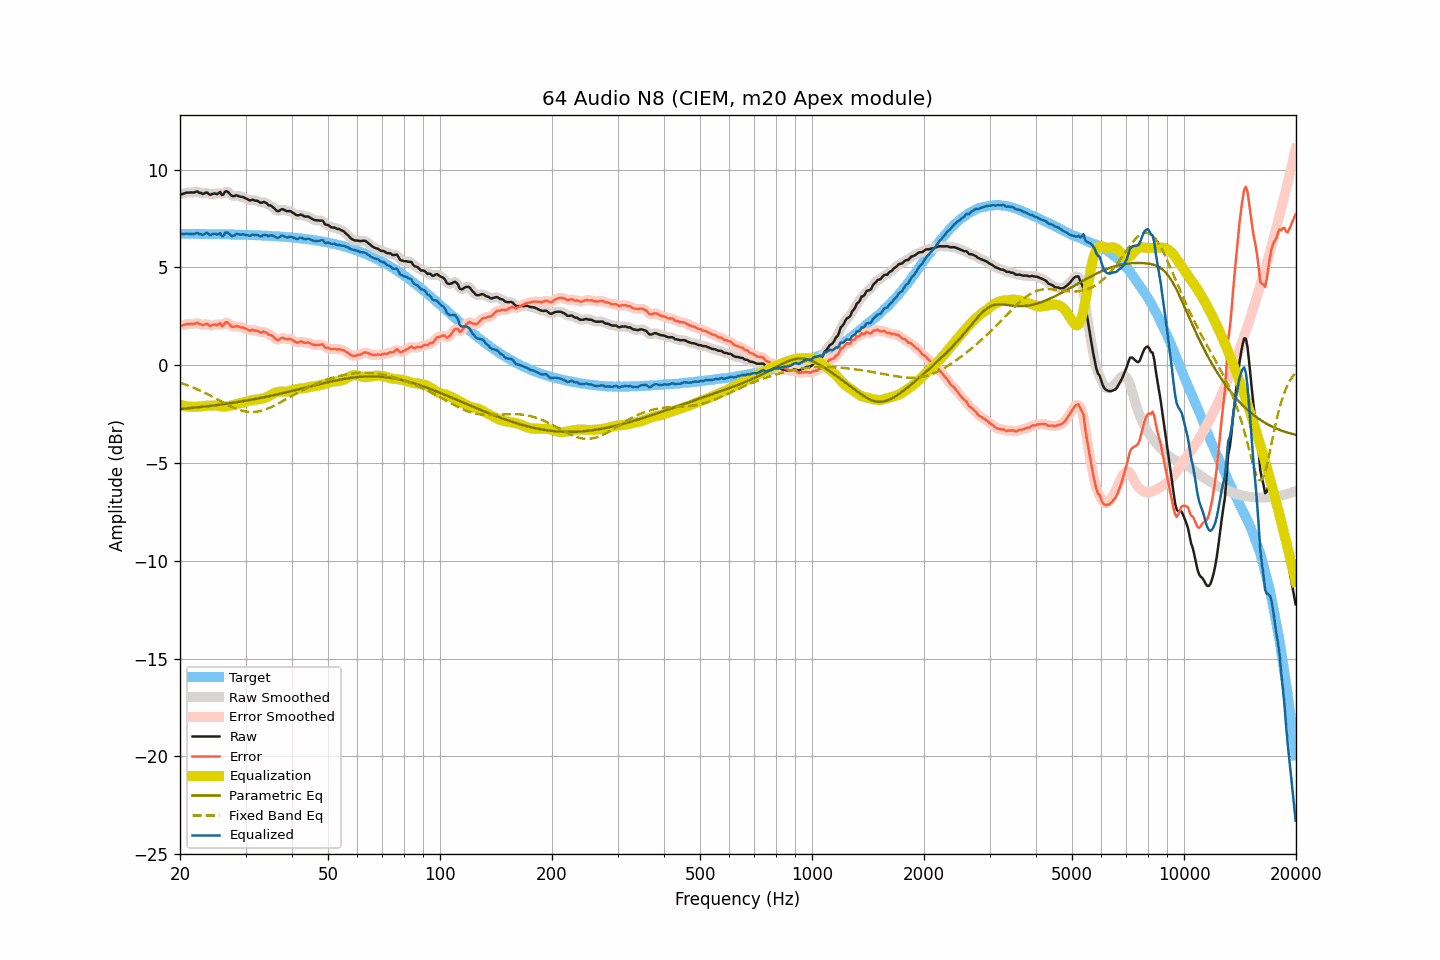 64 Audio N8 (CIEM, m20 Apex module)
10
5
0
−5
−10
−15
−20
−25
Amplitude (dBr)
Target
Raw Smoothed
Error Smoothed
Raw
Error
Equalization
Parametric Eq
Fixed Band Eq
Equalized
20 50 100 200 500 1000 2000 5000 10000 20000
Frequency (Hz)